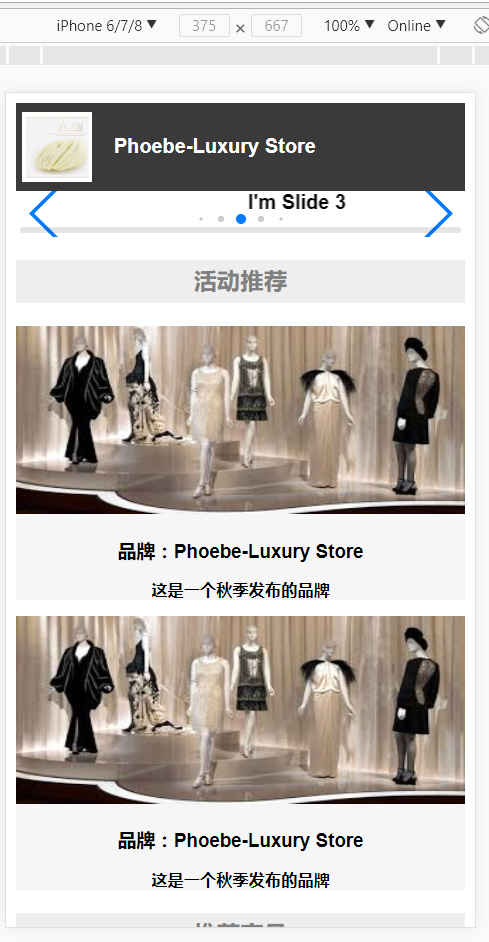 iPhone 6/7/8 ▼ 375 × 667 100% ▼ Online ▼
Phoebe-Luxury Store
I'm Slide 3
活动推荐
品牌：Phoebe-Luxury Store
这是一个秋季发布的品牌
品牌：Phoebe-Luxury Store
这是一个秋季发布的品牌